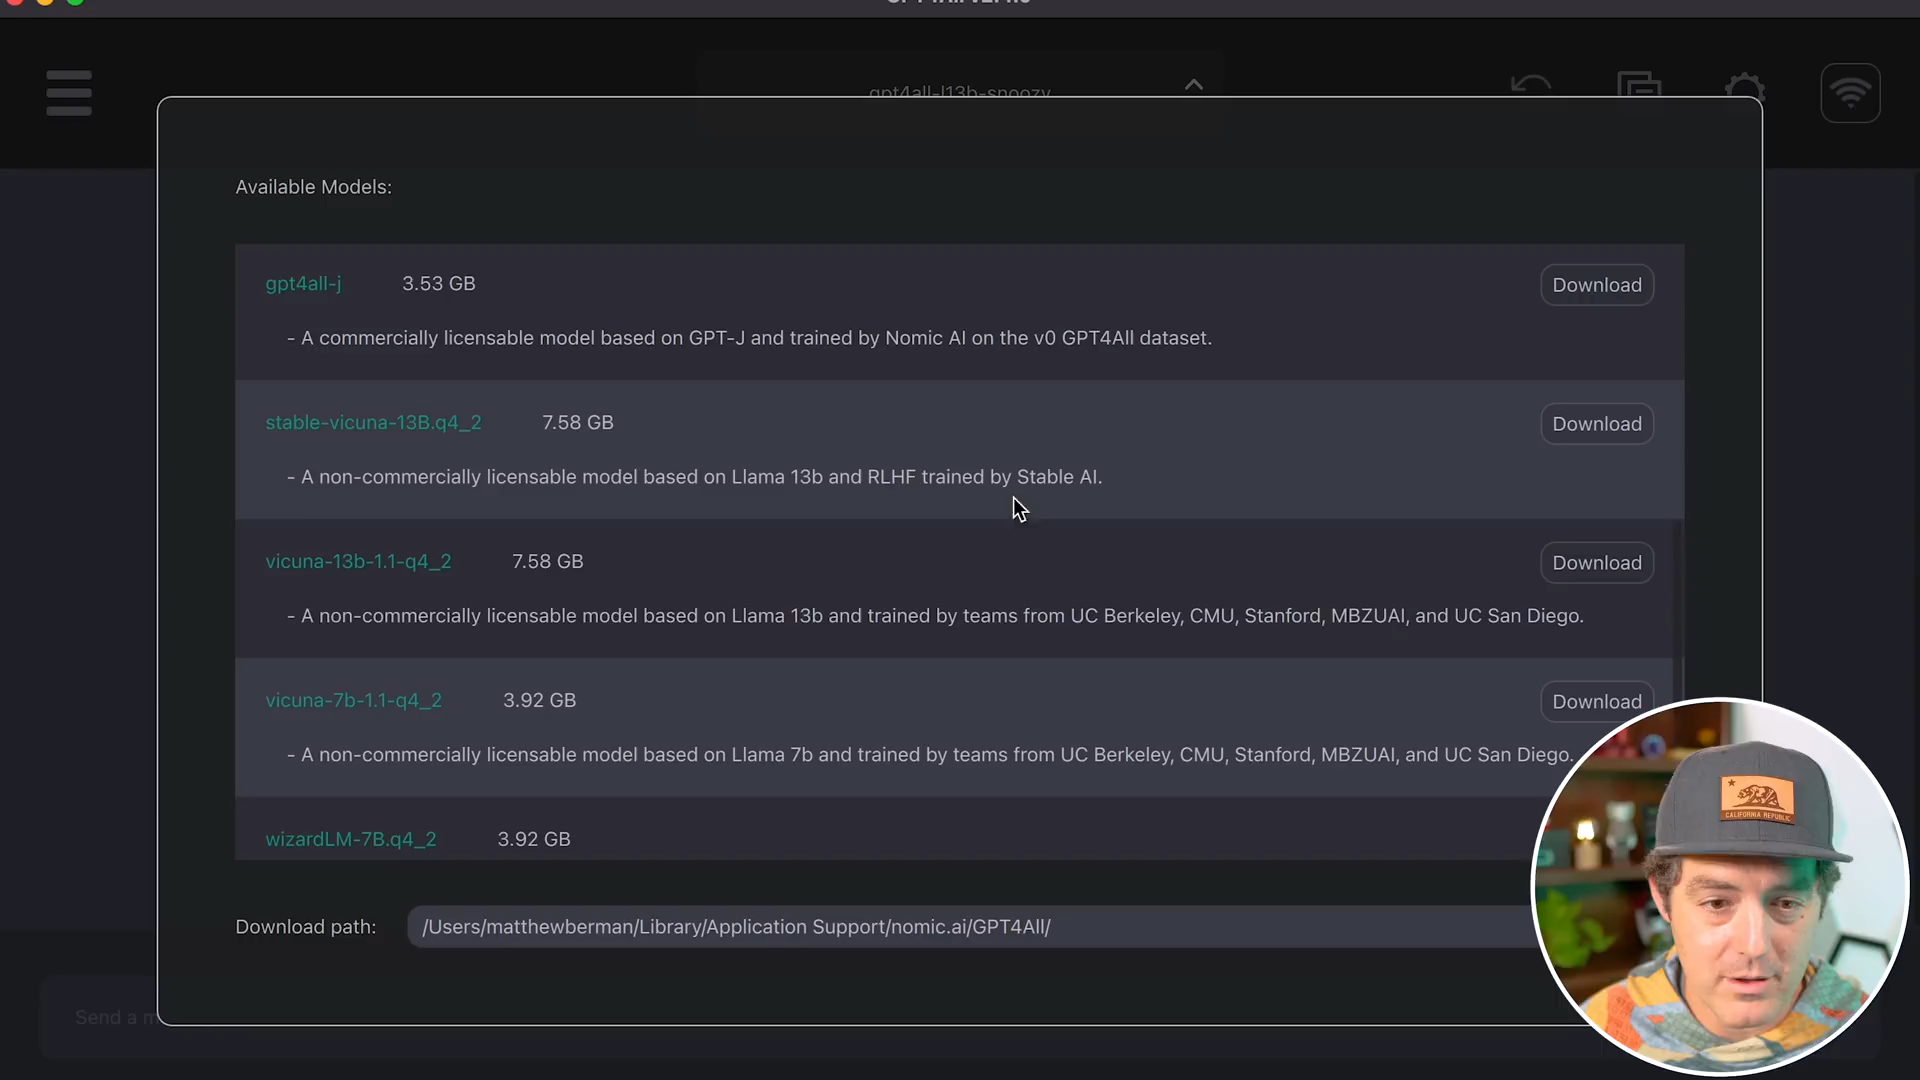 gpt4all-l13b-snoozy
Available Models:
gpt4all-j 3.53 GB Download
- A commercially licensable model based on GPT-J and trained by Nomic AI on the v0 GPT4All dataset.
stable-vicuna-13B.q4_2 7.58 GB Download
- A non-commercially licensable model based on Llama 13b and RLHF trained by Stable AI.
vicuna-13b-1.1-q4_2 7.58 GB Download
- A non-commercially licensable model based on Llama 13b and trained by teams from UC Berkeley, CMU, Stanford, MBZUAI, and UC San Diego.
vicuna-7b-1.1-q4_2 3.92 GB Download
- A non-commercially licensable model based on Llama 7b and trained by teams from UC Berkeley, CMU, Stanford, MBZUAI, and UC San Diego.
wizardLM-7B.q4_2 3.92 GB
Download path: /Users/matthewberman/Library/Application Support/nomic.ai/GPT4All/
Send a m
CALIFORNIA REPUBLIC